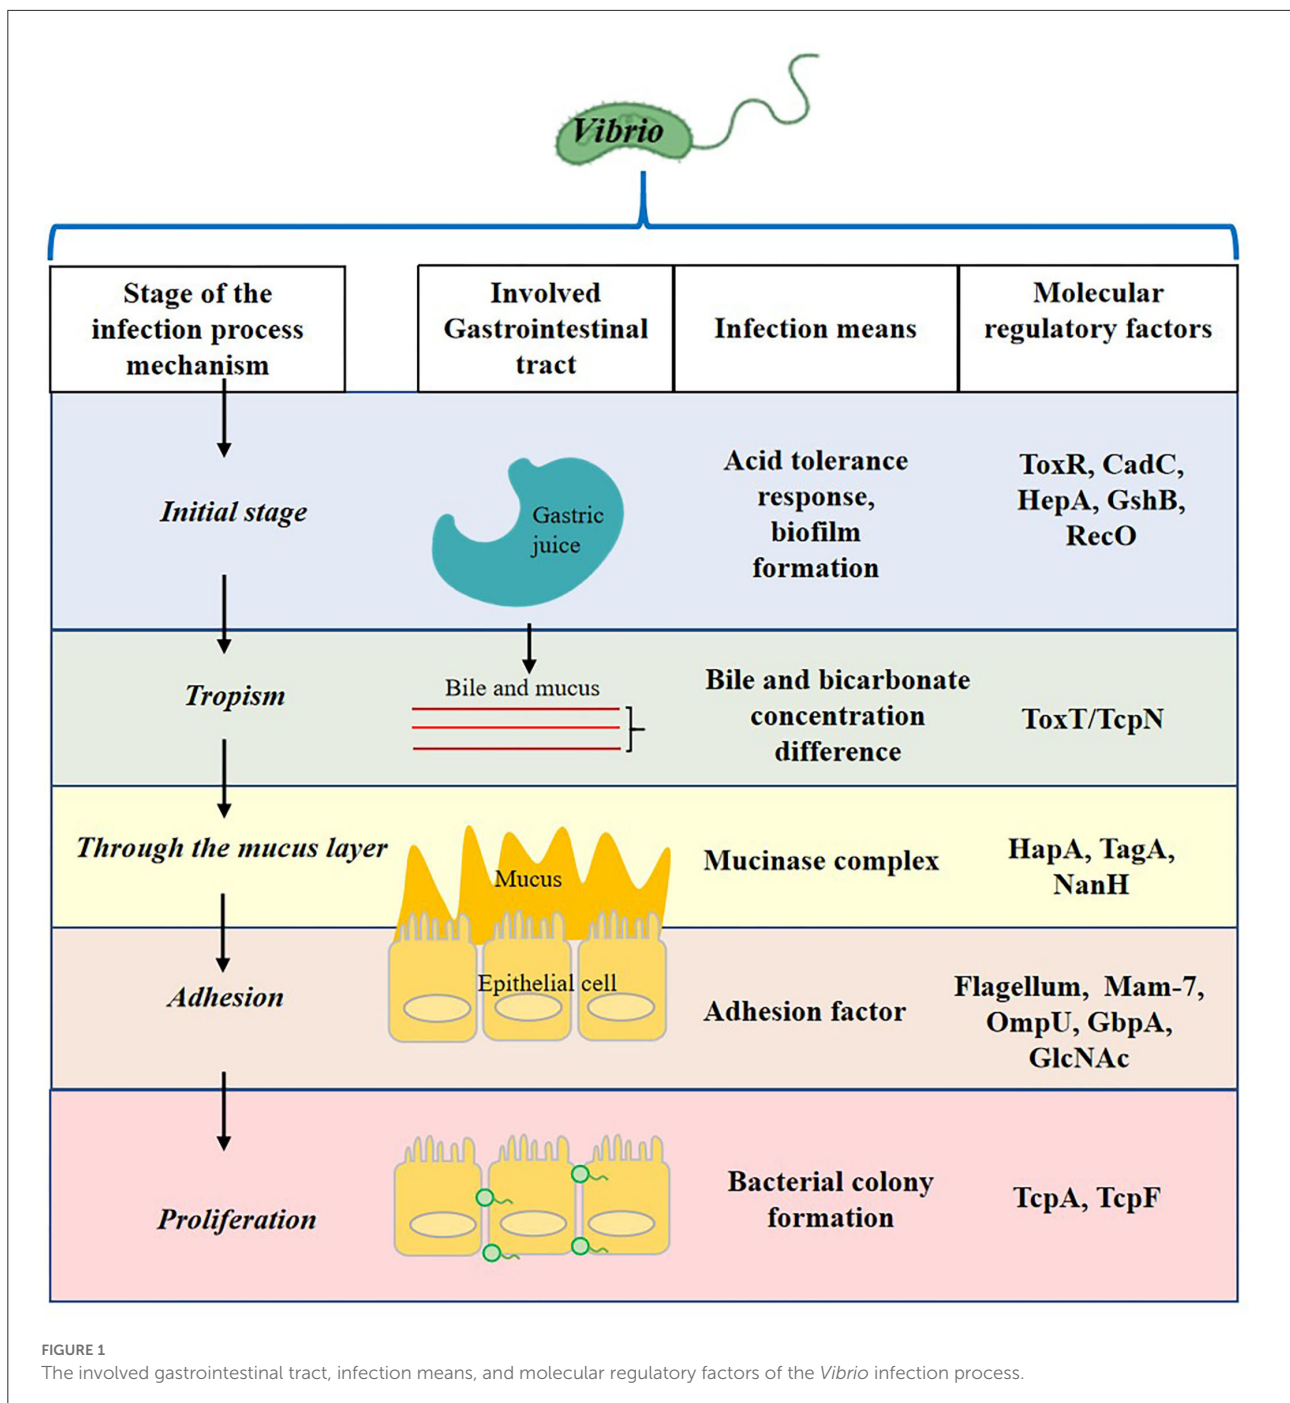 Vibrio
Stage of the
infection process
mechanism
Involved
Gastrointestinal
tract
Infection means
Molecular
regulatory factors
Initial stage
Gastric
juice
Acid tolerance
response,
biofilm
formation
ToxR, CadC,
HepA, GshB,
RecO
Tropism
Bile and mucus
Bile and bicarbonate
concentration
difference
ToxT/TcpN
Through the mucus layer
Mucus
Mucinase complex
HapA, TagA,
NanH
Adhesion
Epithelial cell
Adhesion factor
Flagellum, Mam-7,
OmpU, GbpA,
GlcNAc
Proliferation
Bacterial colony
formation
TcpA, TcpF
FIGURE 1
The involved gastrointestinal tract, infection means, and molecular regulatory factors of the Vibrio infection process.